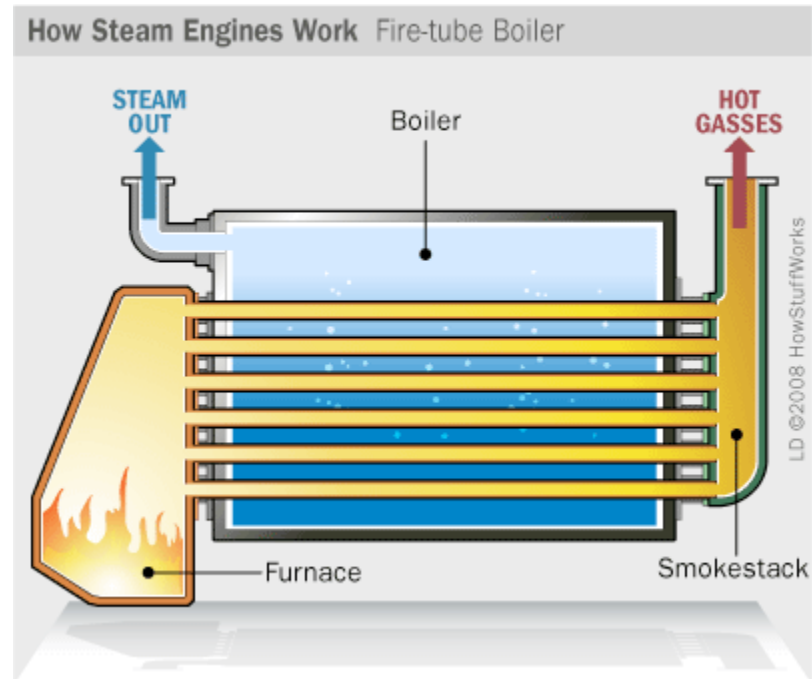 How Steam Engines Work Fire-tube Boiler
STEAM
OUT
Boiler
HOT
GASSES
Furnace
Smokestack
LD ©2008 HowStuffWorks